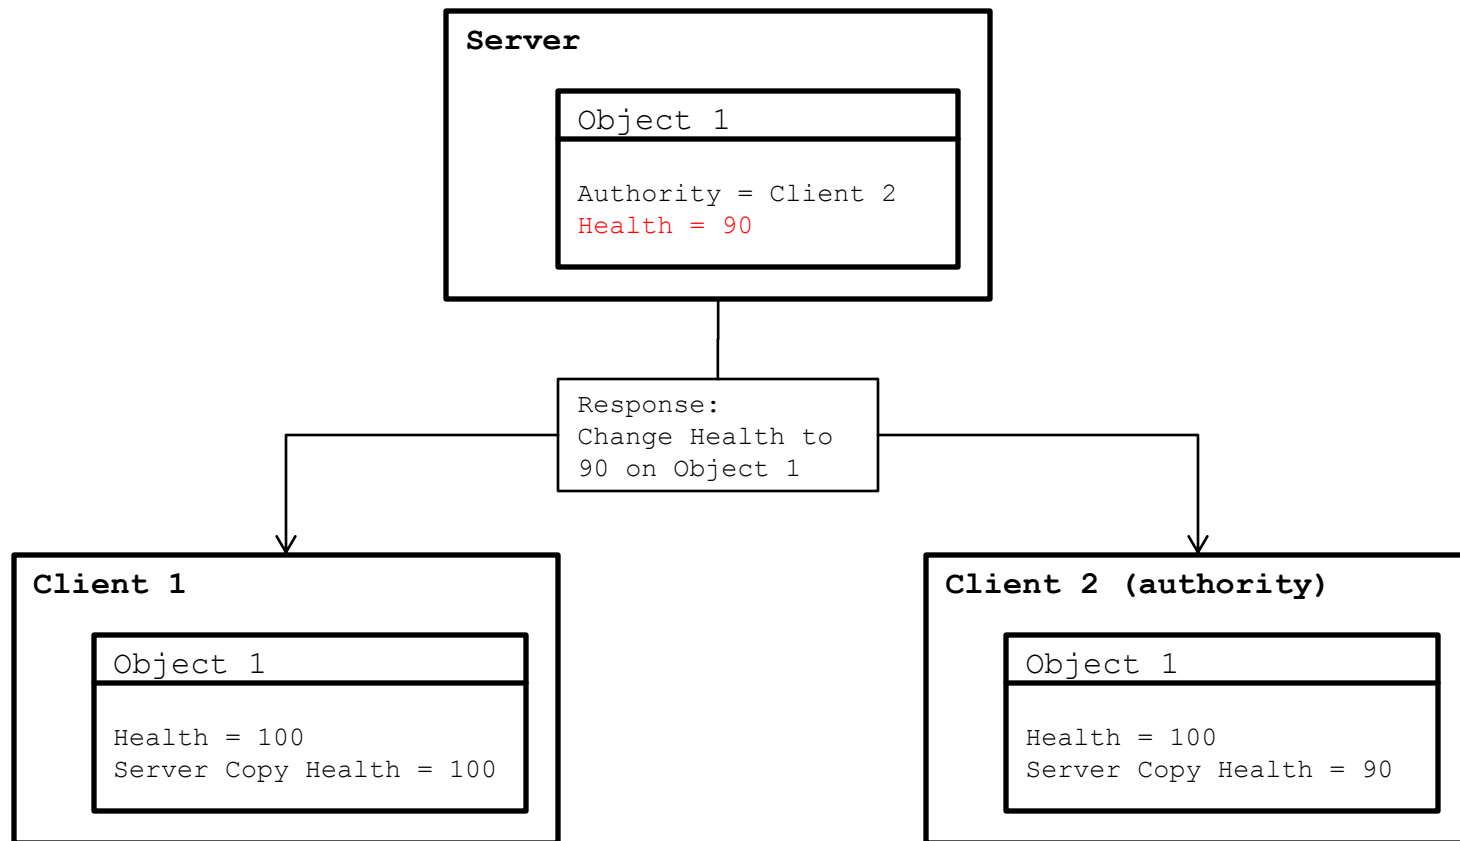 Server
Object 1
Authority = Client 2
Health = 90
Response:
Change Health to
90 on Object 1
Client 1
Object 1
Health = 100
Server Copy Health = 100
Client 2 (authority)
Object 1
Health = 100
Server Copy Health = 90